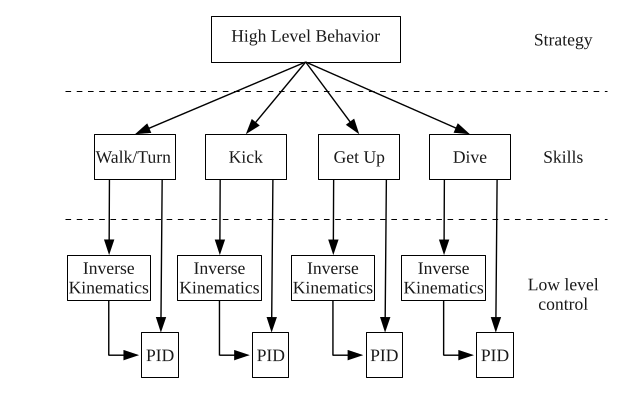 High Level Behavior
Strategy
Walk/Turn
Kick
Get Up
Dive
Skills
Inverse
Kinematics
Inverse
Kinematics
Inverse
Kinematics
Inverse
Kinematics
Low level
control
PID
PID
PID
PID